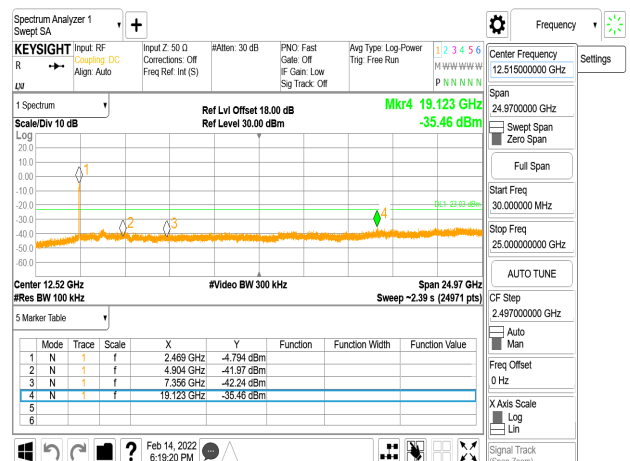 Spectrum Analyzer 1
Swept SA
Frequency
KEYSIGHT
R
Input: RF
Coupling: DC
Align: Auto
Input Z: 50 Ω
Corrections: Off
Freq Ref: Int (S)
#Atten: 30 dB
PNO: Fast
Gate: Off
IF Gain: Low
Sig Track: Off
Avg Type: Log-Power
Trig: Free Run
1 2 3 4 5 6
M W W W W W
P N N N N N
1 Spectrum
Scale/Div 10 dB
Ref Lvl Offset 18.00 dB
Ref Level 30.00 dBm
Mkr4 19.123 GHz
-35.46 dBm
Log
20.0
10.0
0.00
-10.0
-20.0
-30.0
-40.0
-50.0
-60.0
1
2
3
4
Center 12.52 GHz
#Res BW 100 kHz
#Video BW 300 kHz
Span 24.97 GHz
Sweep ~2.39 s (24971 pts)
5 Marker Table
Mode Trace Scale X Y Function Function Width Function Value
1 N 1 f 2.469 GHz -4.794 dBm
2 N 1 f 4.904 GHz -41.97 dBm
3 N 1 f 7.356 GHz -42.24 dBm
4 N 1 f 19.123 GHz -35.46 dBm
5
6
?
Feb 14, 2022
6:19:20 PM
Center Frequency
12.515000000 GHz
Settings
Span
24.9700000 GHz
Swept Span
Zero Span
Full Span
Start Freq
30.000000 MHz
Stop Freq
25.000000000 GHz
AUTO TUNE
CF Step
2.497000000 GHz
Auto
Man
Freq Offset
0 Hz
X Axis Scale
Log
Lin
Signal Track
(Span Zoom)